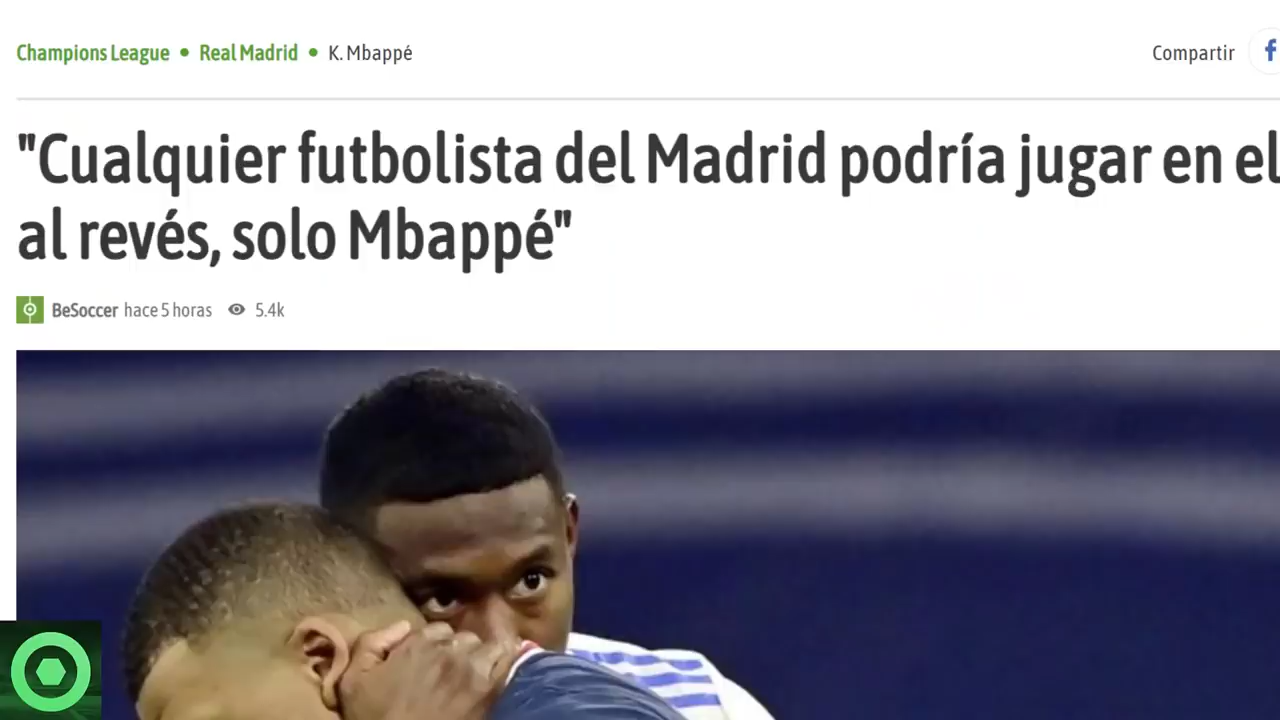 Champions League • Real Madrid • K. Mbappé Compartir
"Cualquier futbolista del Madrid podría jugar en el
al revés, solo Mbappé"
BeSoccer hace 5 horas 5.4k